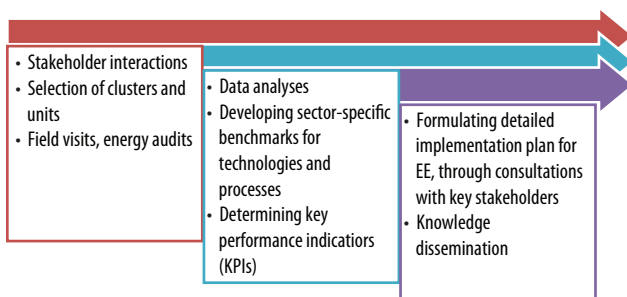 • Stakeholder interactions
• Selection of clusters and
units
• Field visits, energy audits
• Data analyses
• Developing sector-specific
benchmarks for
technologies and
processes
• Determining key
performance indicatiors
(KPIs)
• Formulating detailed
implementation plan for
EE, through consultations
with key stakeholders
• Knowledge
dissemination